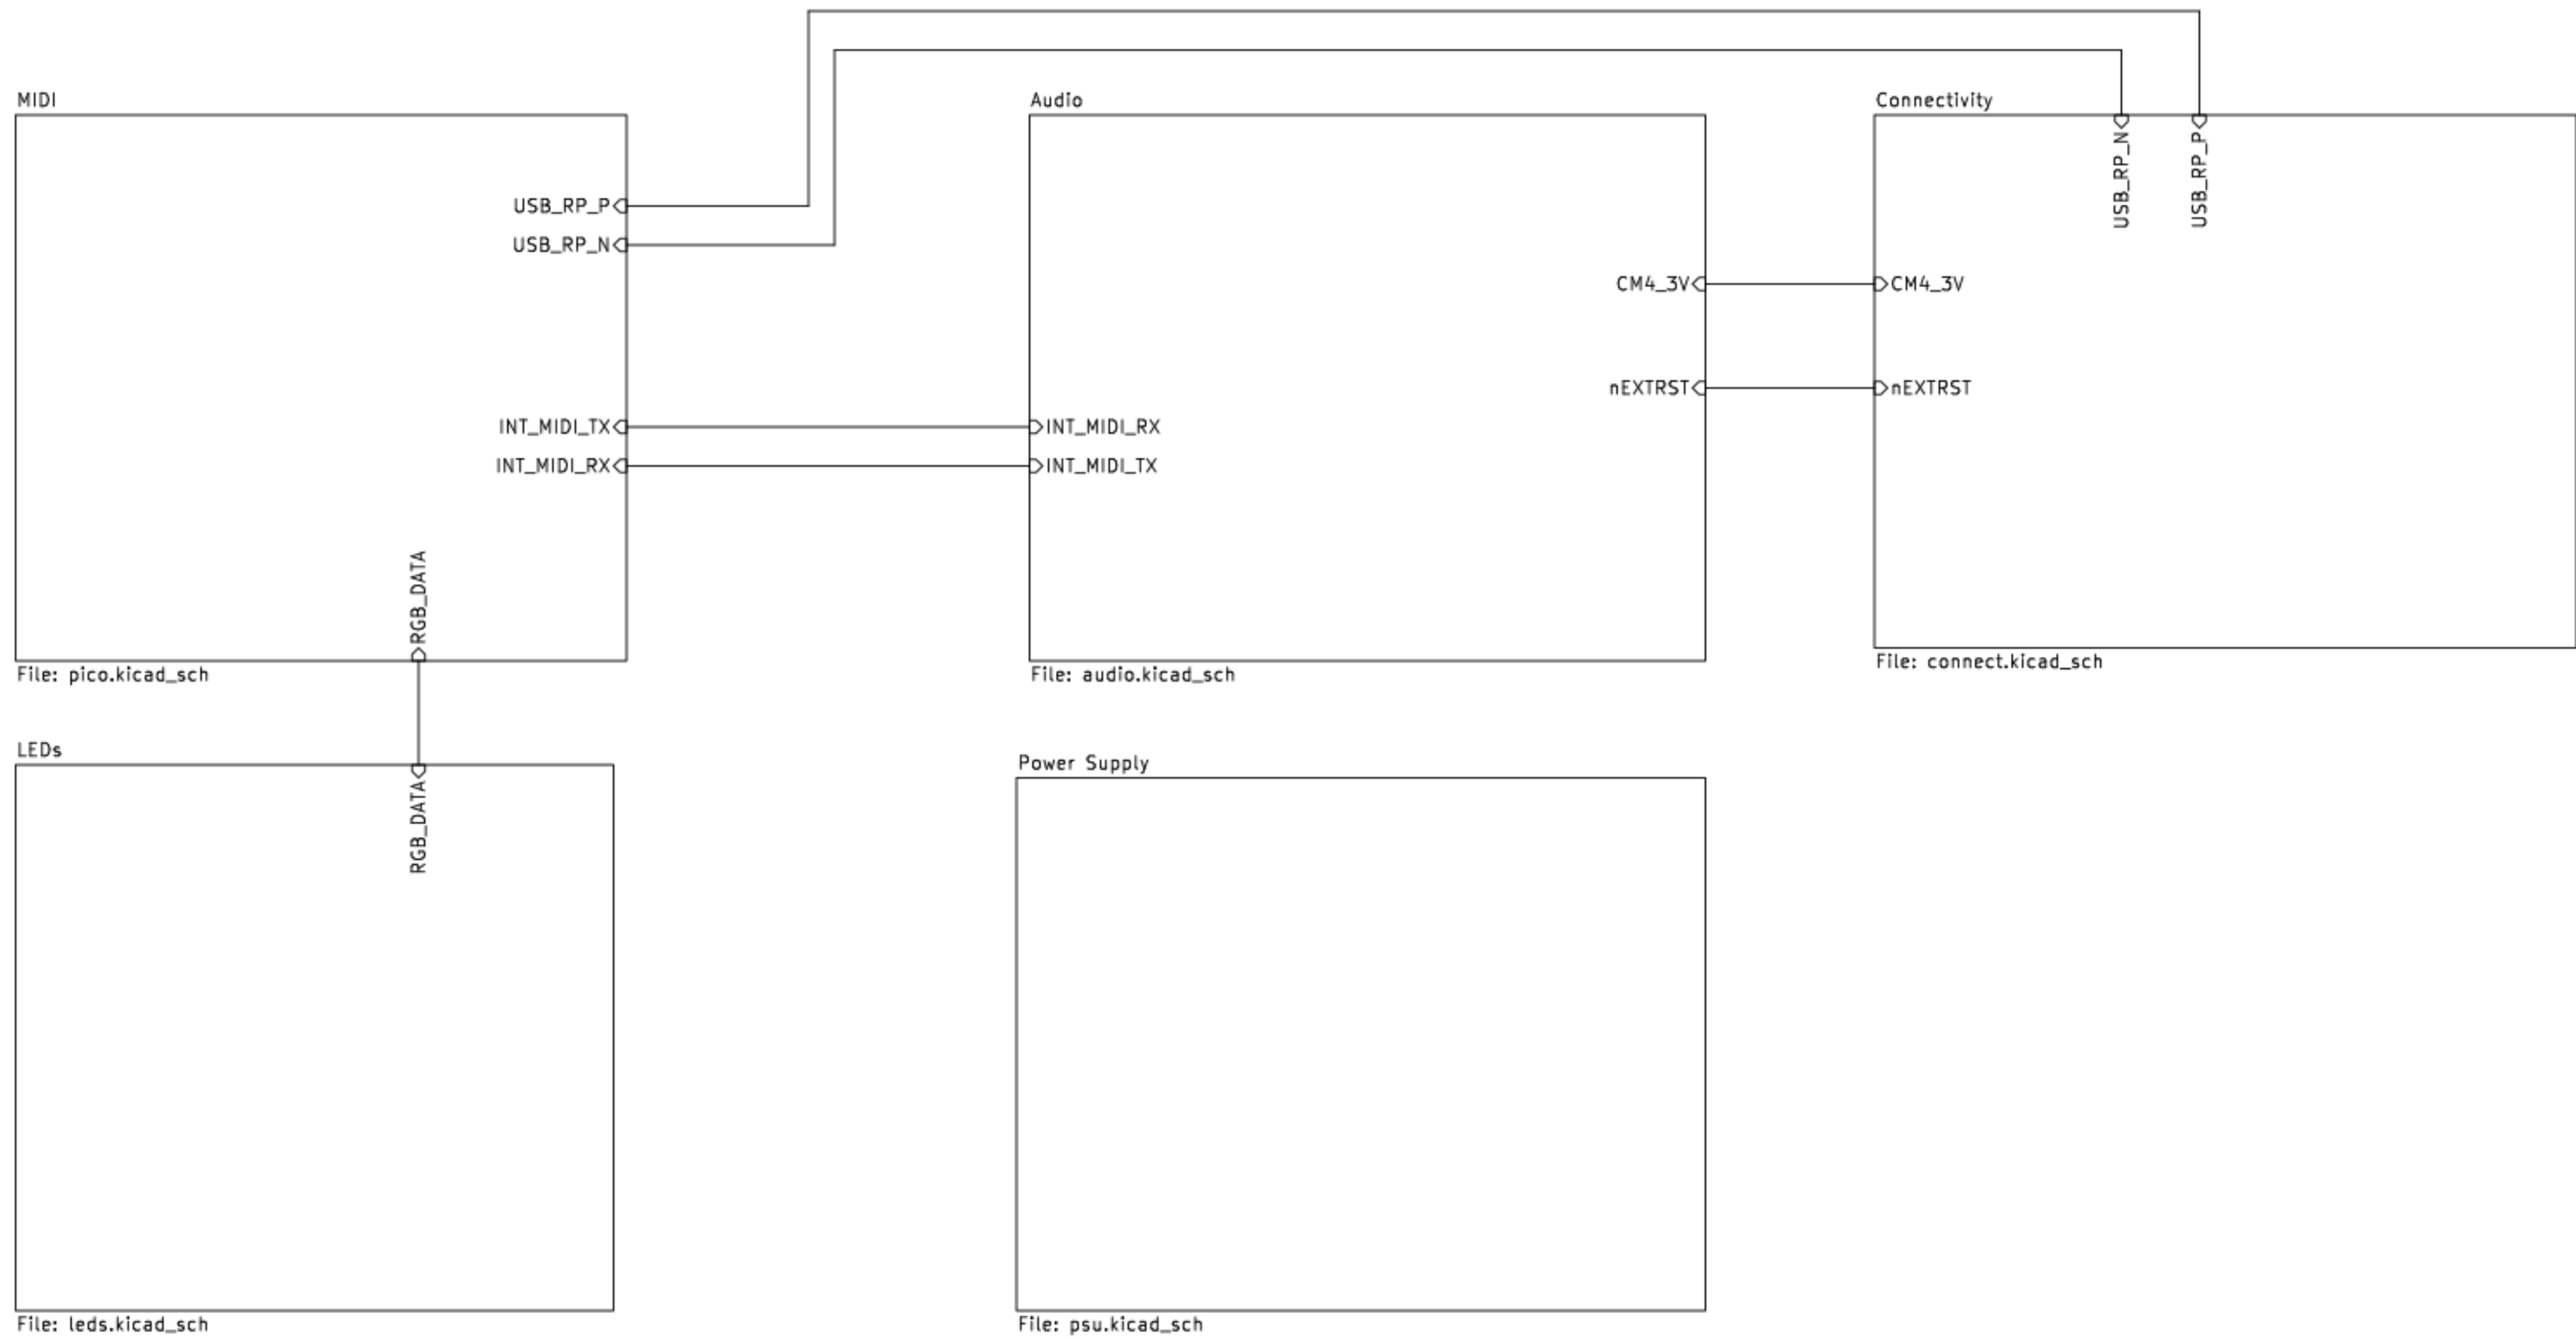 MIDI
USB_RP_P
USB_RP_N
INT_MIDI_TX
INT_MIDI_RX
RGB_DATA
File: pico.kicad_sch
Audio
CM4_3V
nEXTRST
INT_MIDI_RX
INT_MIDI_TX
File: audio.kicad_sch
Connectivity
USB_RP_N
USB_RP_P
CM4_3V
nEXTRST
File: connect.kicad_sch
LEDs
RGB_DATA
File: leds.kicad_sch
Power Supply
File: psu.kicad_sch